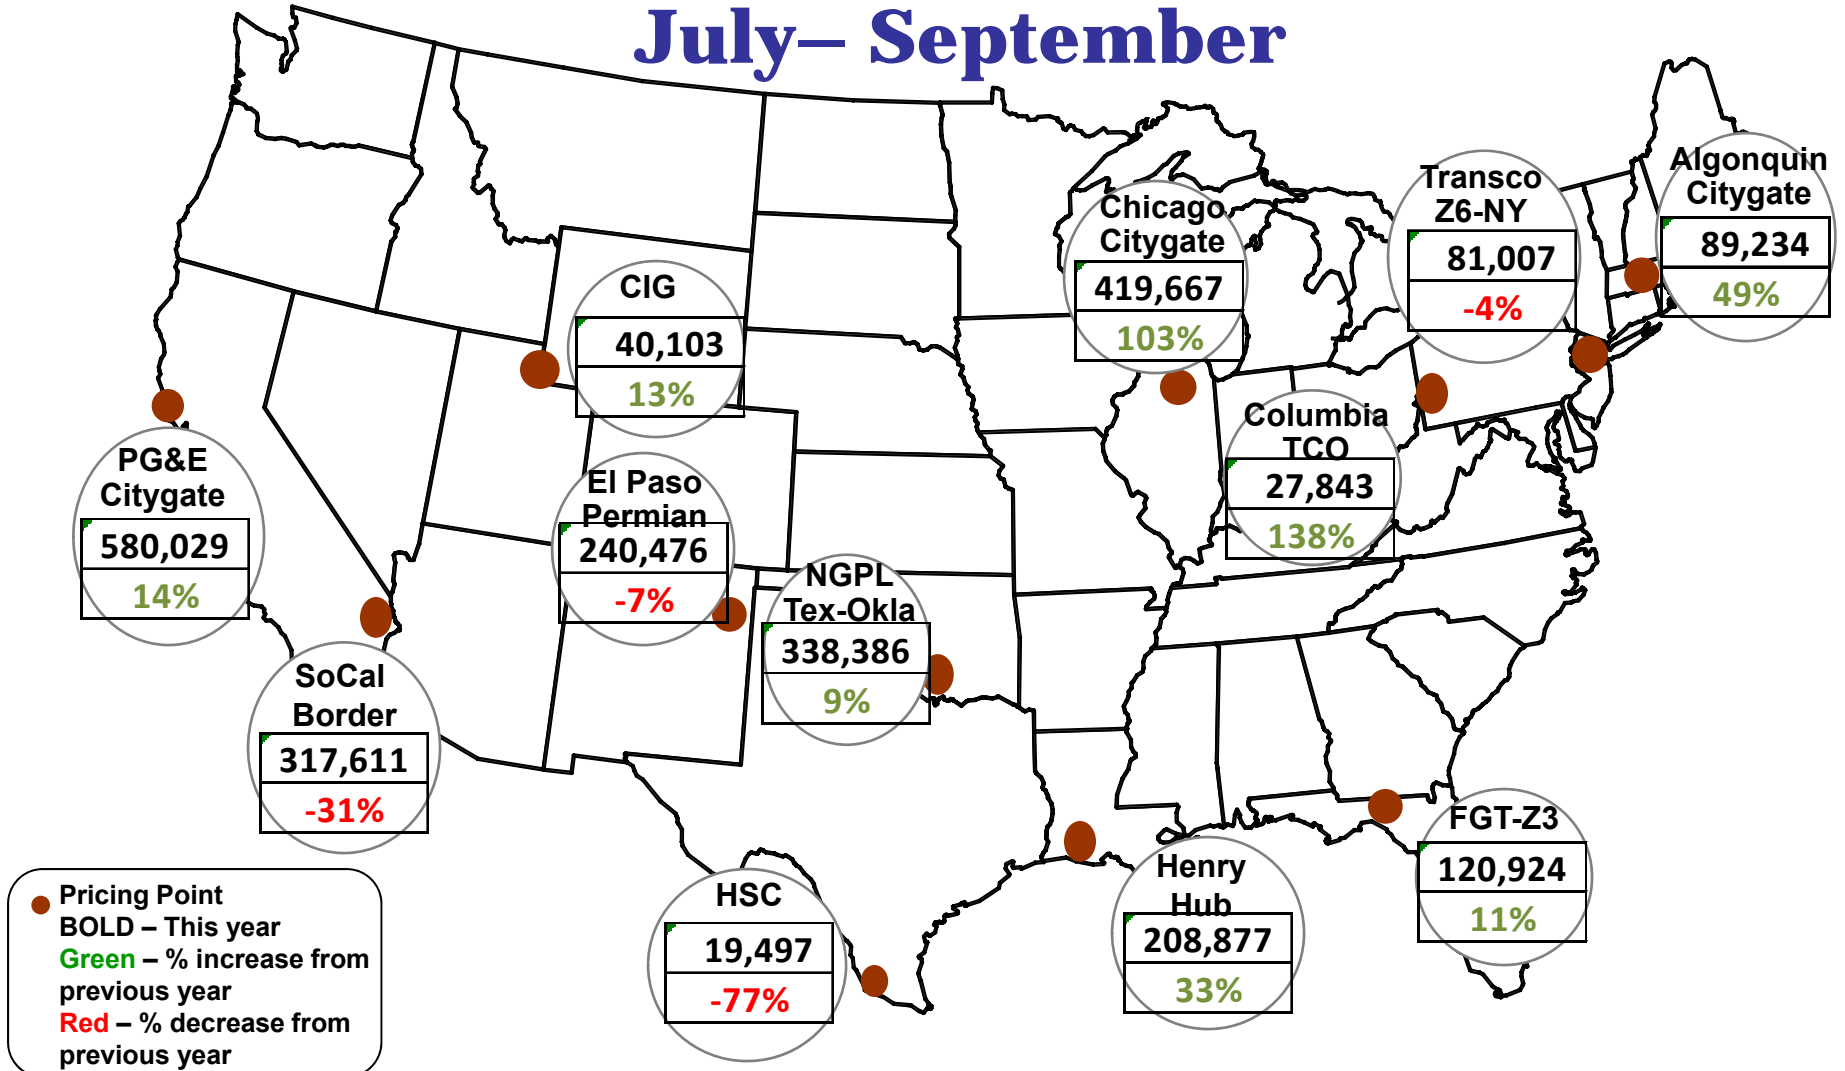 July– September
Algonquin
Citygate
89,234
49%
Transco
Z6-NY
81,007
-4%
Chicago
Citygate
419,667
103%
CIG
40,103
13%
Columbia
TCO
27,843
138%
PG&E
Citygate
580,029
14%
El Paso
Permian
240,476
-7%
NGPL
Tex-Okla
338,386
9%
SoCal
Border
317,611
-31%
FGT-Z3
120,924
11%
Henry
Hub
208,877
33%
HSC
19,497
-77%
Pricing Point
BOLD – This year
Green – % increase from
previous year
Red – % decrease from
previous year